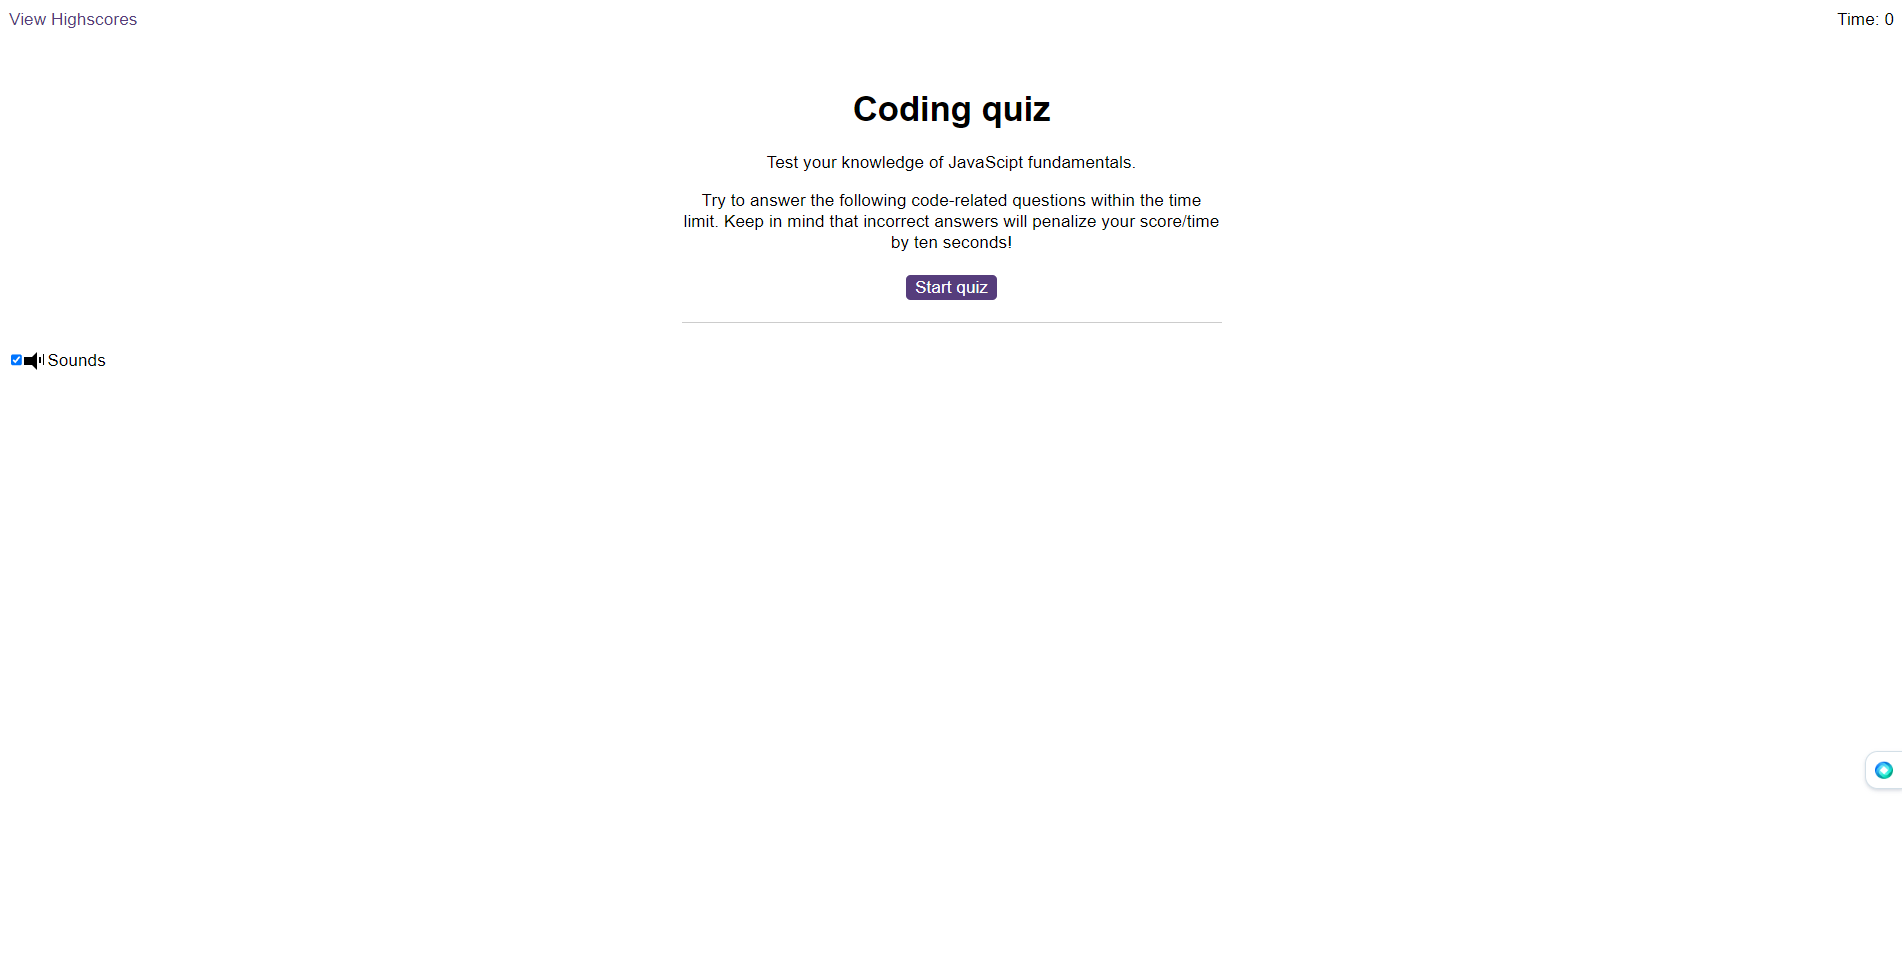 View Highscores
Time: 0
Coding quiz
Test your knowledge of JavaScipt fundamentals.
Try to answer the following code-related questions within the time
limit. Keep in mind that incorrect answers will penalize your score/time
by ten seconds!
Start quiz
Sounds